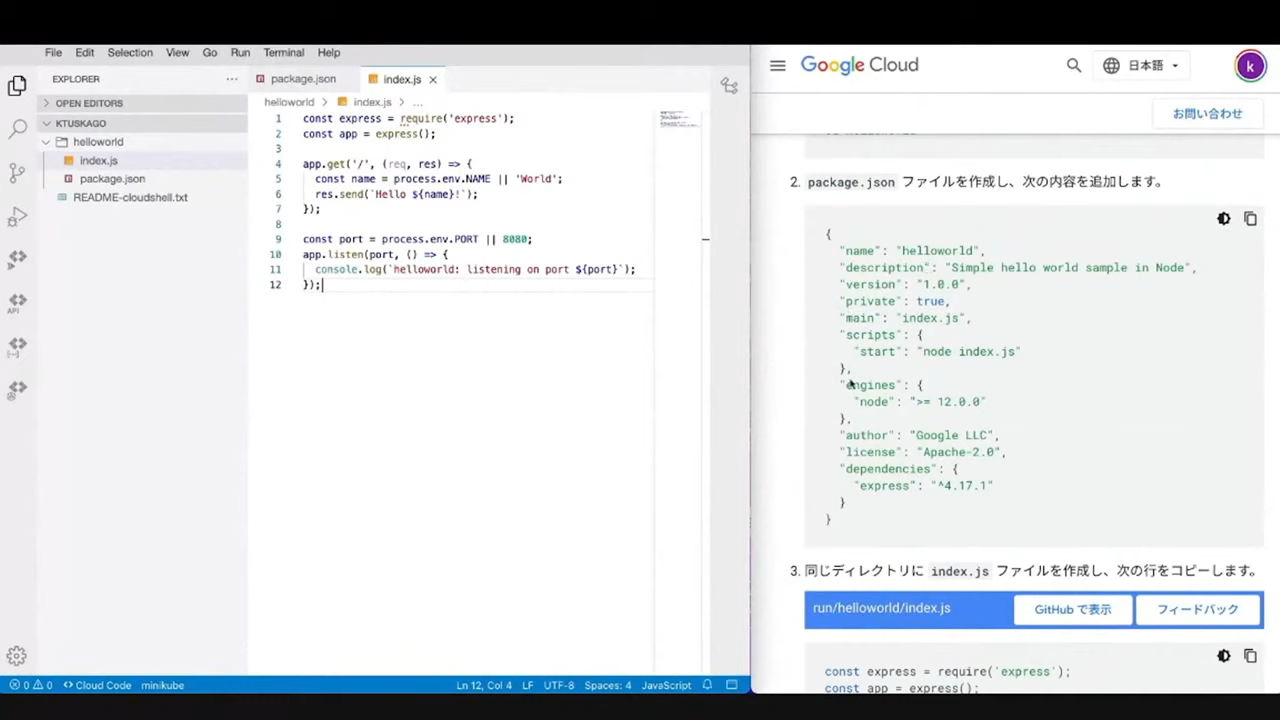 File Edit Selection View Go Run Terminal Help
EXPLORER
OPEN EDITORS
KTUSKAGO
helloworld
index.js
package.json
README-cloudshell.txt
API
package.json index.js
helloworld > index.js > ...
1 const express = require('express');
2 const app = express();
3
4 app.get('/', (req, res) => {
5 const name = process.env.NAME || 'World';
6 res.send(`Hello ${name}!`);
7 });
8
9 const port = process.env.PORT || 8080;
10 app.listen(port, () => {
11 console.log(`helloworld: listening on port ${port}`);
12 });
0 0 Cloud Code minikube Ln 12, Col 4 LF UTF-8 Spaces: 4 JavaScript
Google Cloud 日本語 k
お問い合わせ
2. package.json ファイルを作成し、次の内容を追加します。
{
"name": "helloworld",
"description": "Simple hello world sample in Node",
"version": "1.0.0",
"private": true,
"main": "index.js",
"scripts": {
"start": "node index.js"
},
"engines": {
"node": ">= 12.0.0"
},
"author": "Google LLC",
"license": "Apache-2.0",
"dependencies": {
"express": "^4.17.1"
}
}
3. 同じディレクトリに index.js ファイルを作成し、次の行をコピーします。
run/helloworld/index.js GitHub で表示 フィードバック
const express = require('express');
const app = express();